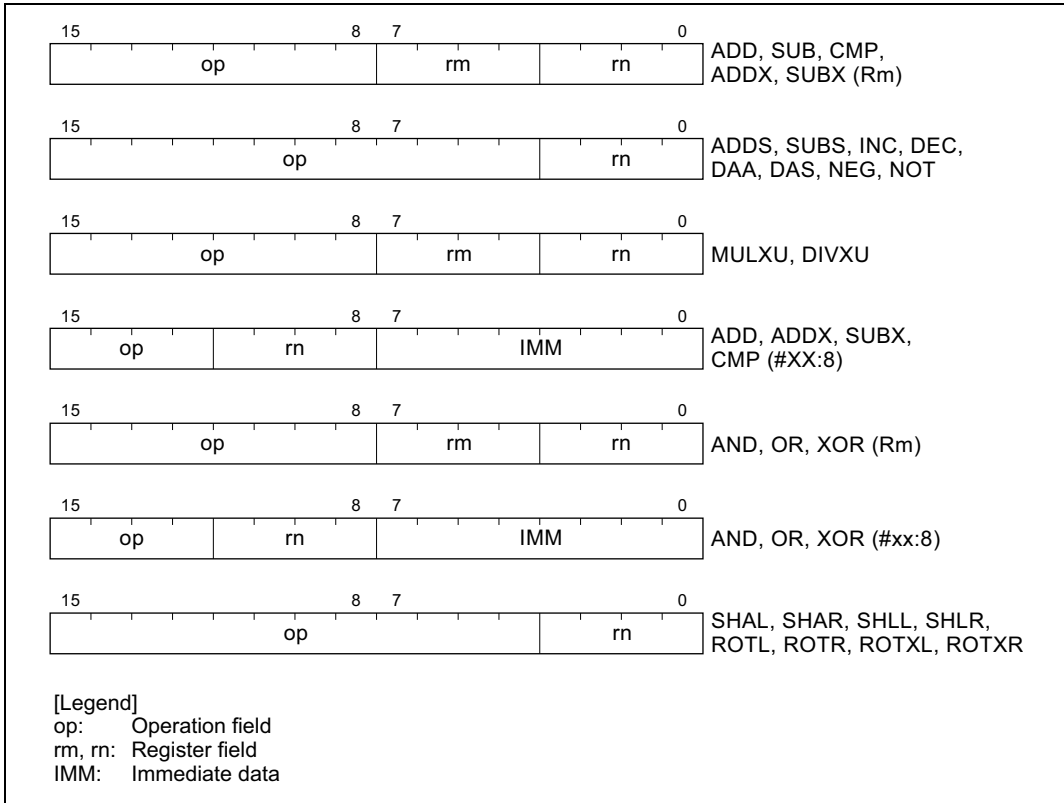 15 8 7 0
op rm rn
ADD, SUB, CMP,
ADDX, SUBX (Rm)
15 8 7 0
op rn
ADDS, SUBS, INC, DEC,
DAA, DAS, NEG, NOT
15 8 7 0
op rm rn
MULXU, DIVXU
15 8 7 0
op rn IMM
ADD, ADDX, SUBX,
CMP (#XX:8)
15 8 7 0
op rm rn
AND, OR, XOR (Rm)
15 8 7 0
op rn IMM
AND, OR, XOR (#xx:8)
15 8 7 0
op rn
SHAL, SHAR, SHLL, SHLR,
ROTL, ROTR, ROTXL, ROTXR
[Legend]
op: Operation field
rm, rn: Register field
IMM: Immediate data